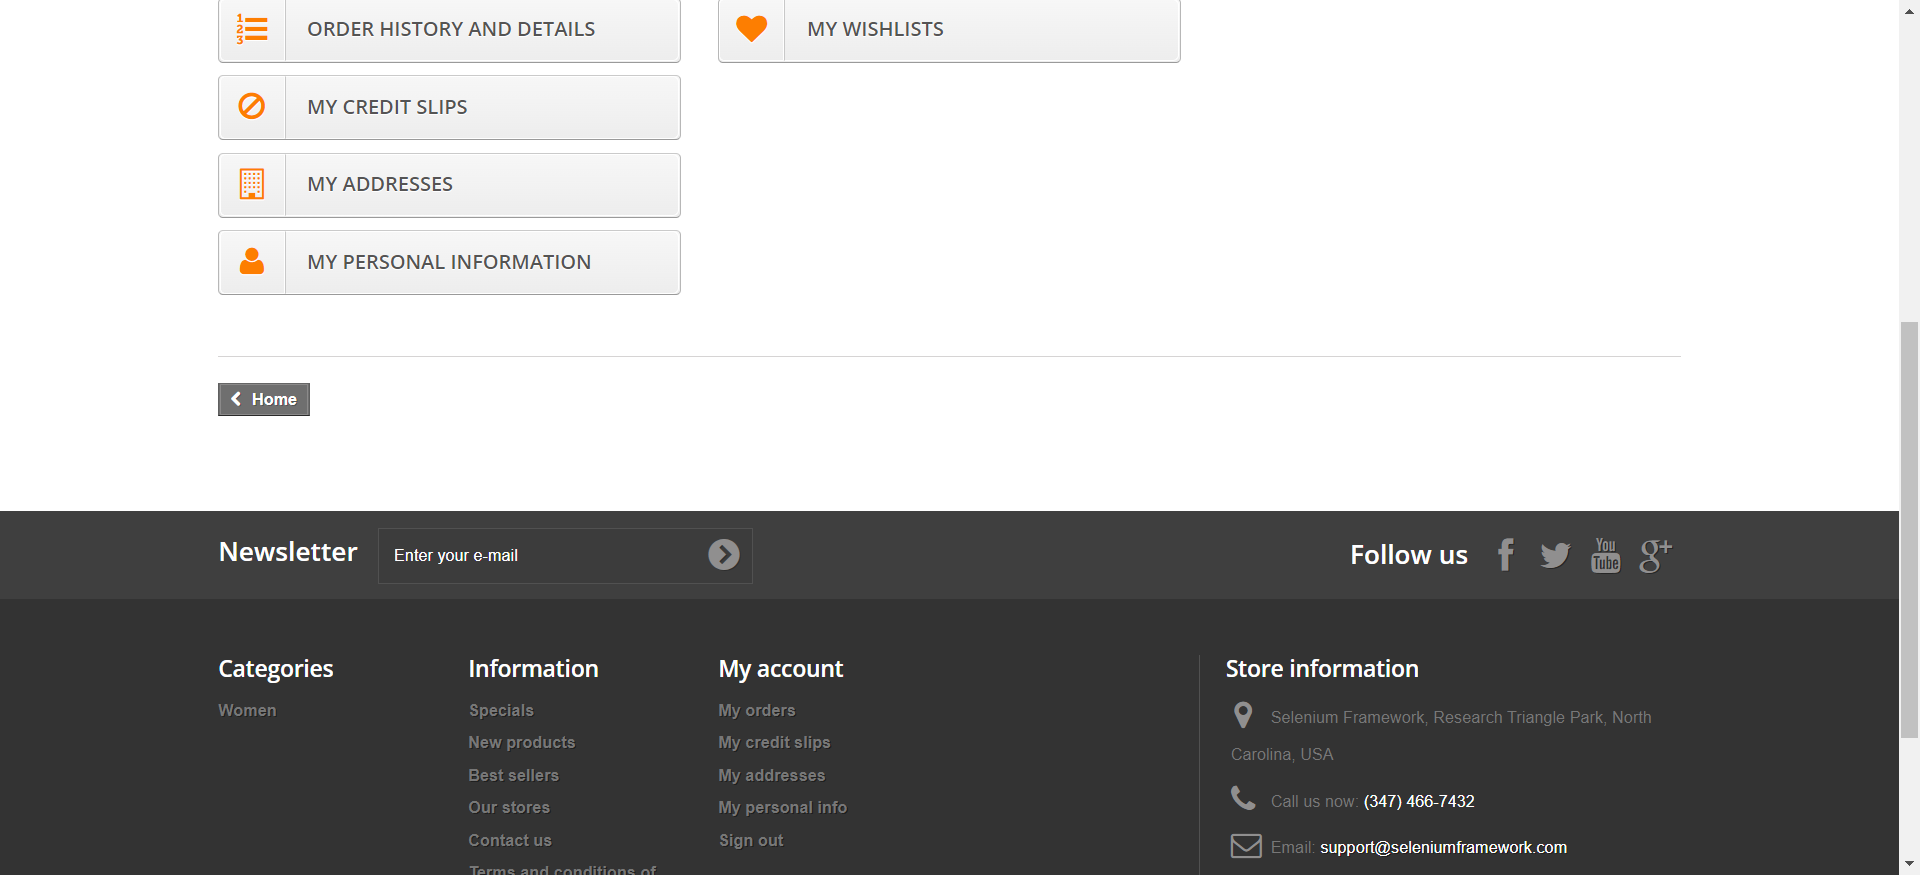 ORDER HISTORY AND DETAILS
MY WISHLISTS
MY CREDIT SLIPS
MY ADDRESSES
MY PERSONAL INFORMATION
Home
Newsletter
Enter your e-mail
Follow us
Categories
Women
Information
Specials
New products
Best sellers
Our stores
Contact us
Terms and conditions of
My account
My orders
My credit slips
My addresses
My personal info
Sign out
Store information
Selenium Framework, Research Triangle Park, North
Carolina, USA
Call us now: (347) 466-7432
Email: support@seleniumframework.com